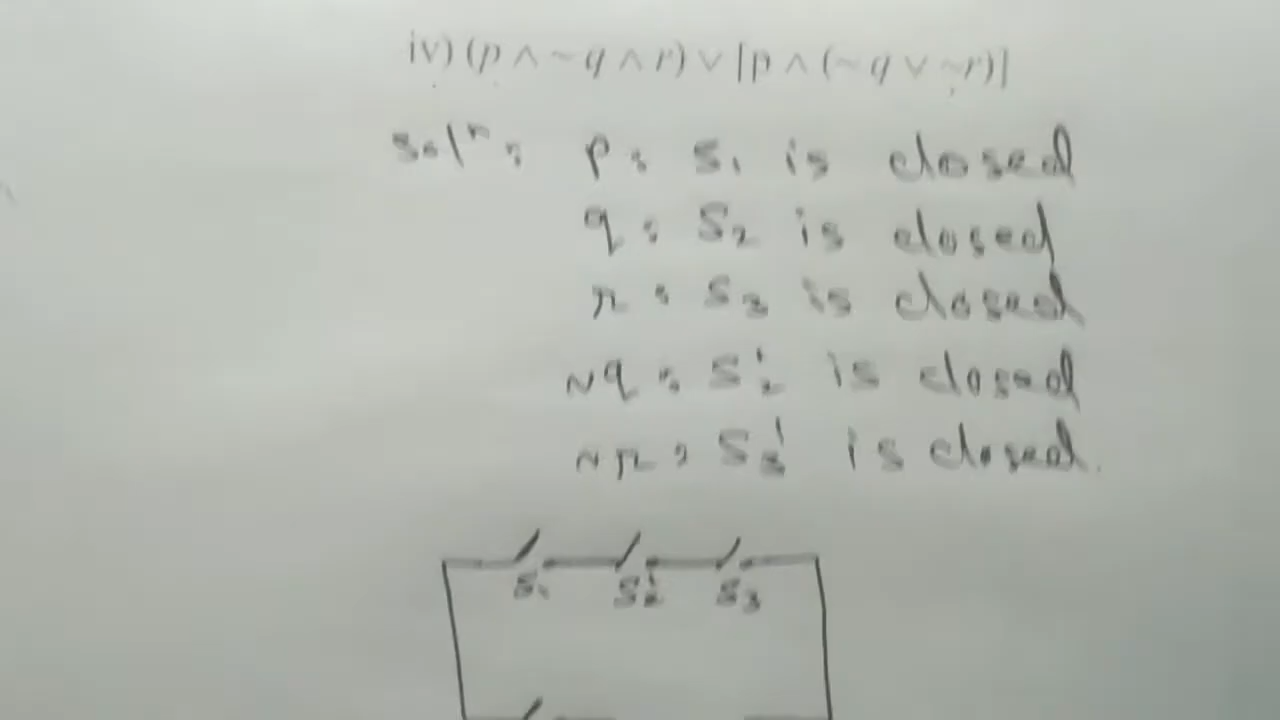 iv) (p ∧ ~q ∧ r) ∨ [p ∧ (~q ∨ ~r)]
Solⁿ: p: S₁ is closed
q: S₂ is closed
r: S₃ is closed
~q: S₂' is closed
~r: S₃' is closed.
S₁ S₂' S₃